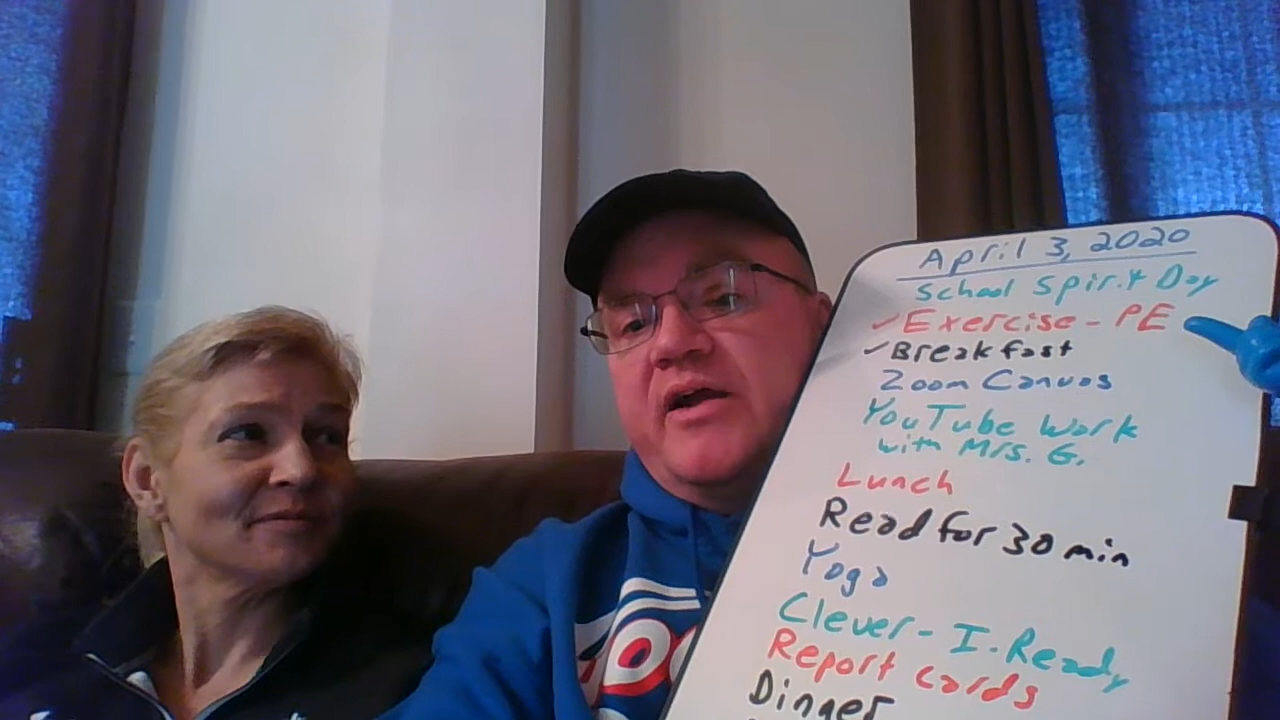 April 3, 2020
School Spirit Day
✓ Exercise - PE
✓ Breakfast
Zoom Canvas
YouTube Work
with Mrs. G.
Lunch
Read for 30 min
Yoga
Clever - I-Ready
Report cards
Dinner